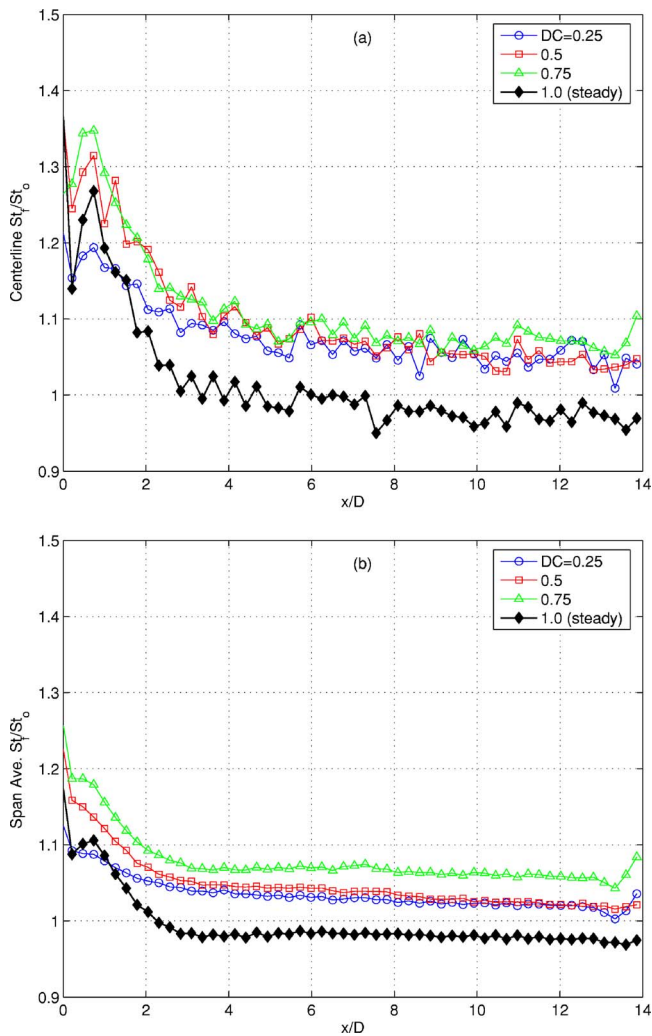 (a)
DC=0.25
0.5
0.75
1.0 (steady)
1.5
1.4
1.3
1.2
1.1
1
0.9
Centerline St_f/St_o
0 2 4 6 8 10 12 14
x/D
(b)
DC=0.25
0.5
0.75
1.0 (steady)
1.5
1.4
1.3
1.2
1.1
1
0.9
Span Ave. St_f/St_o
0 2 4 6 8 10 12 14
x/D